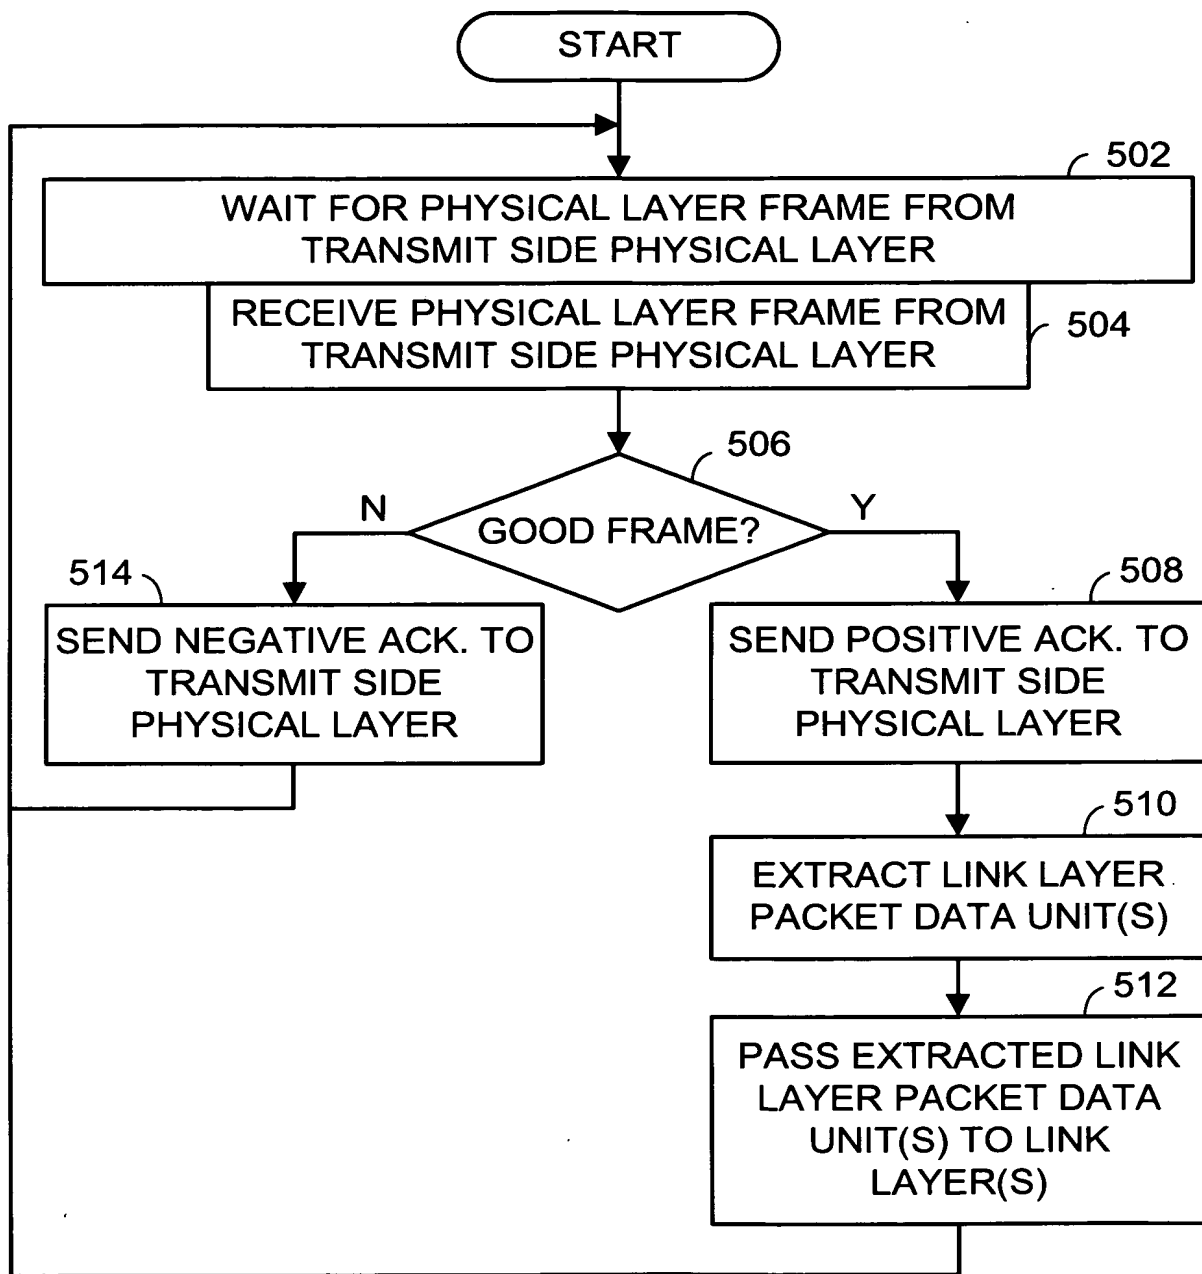 START
502
WAIT FOR PHYSICAL LAYER FRAME FROM
TRANSMIT SIDE PHYSICAL LAYER
RECEIVE PHYSICAL LAYER FRAME FROM
TRANSMIT SIDE PHYSICAL LAYER
504
506
GOOD FRAME?
N
Y
514
SEND NEGATIVE ACK. TO
TRANSMIT SIDE
PHYSICAL LAYER
508
SEND POSITIVE ACK. TO
TRANSMIT SIDE
PHYSICAL LAYER
510
EXTRACT LINK LAYER
PACKET DATA UNIT(S)
512
PASS EXTRACTED LINK
LAYER PACKET DATA
UNIT(S) TO LINK
LAYER(S)